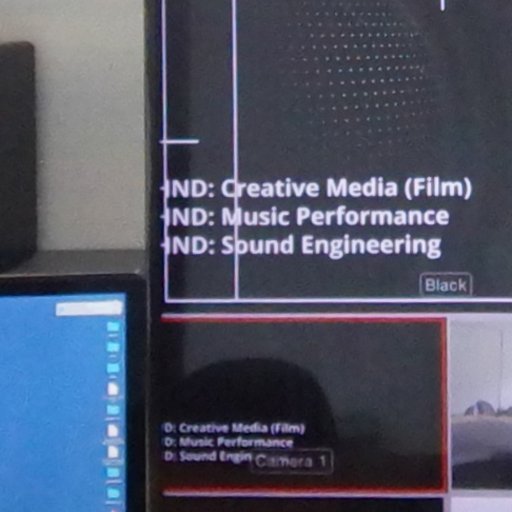 IND: Creative Media (Film)
IND: Music Performance
IND: Sound Engineering
Black
D: Creative Media (Film)
D: Music Performance
D: Sound Engin
Camera 1